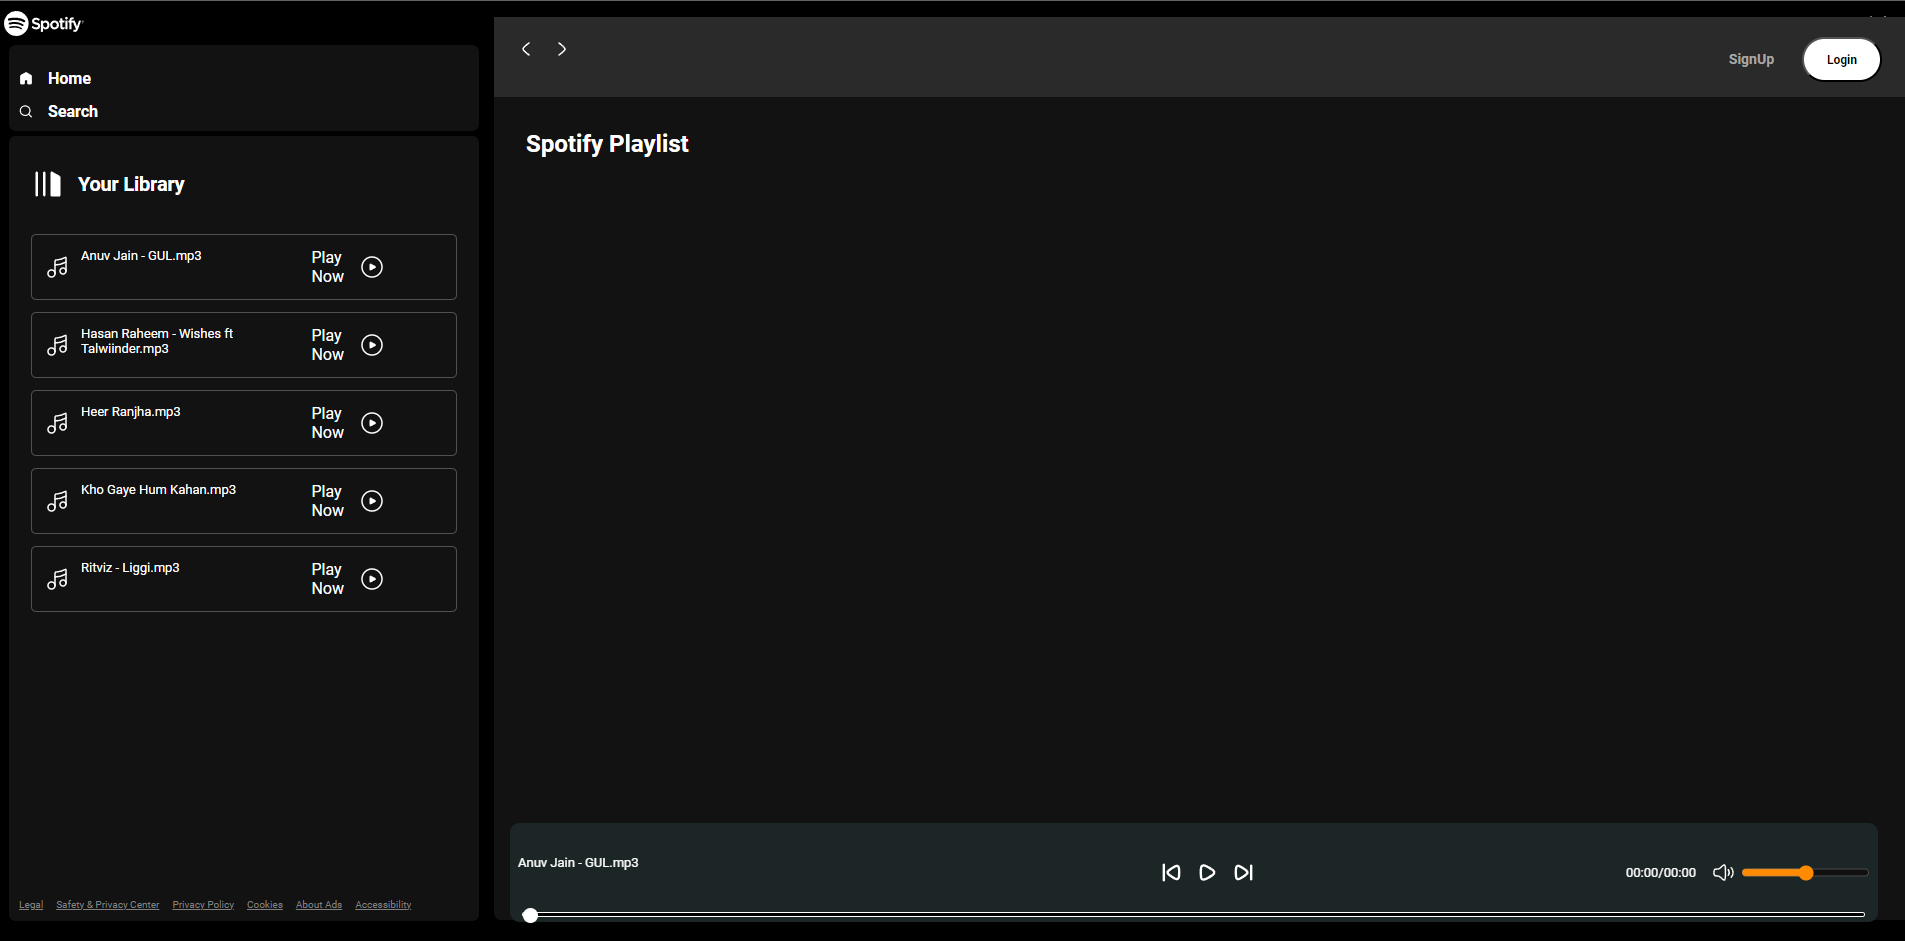 Spotify
Home
Search
Your Library
Anuv Jain - GUL.mp3
Play
Now
Hasan Raheem - Wishes ft
Talwiinder.mp3
Play
Now
Heer Ranjha.mp3
Play
Now
Kho Gaye Hum Kahan.mp3
Play
Now
Ritviz - Liggi.mp3
Play
Now
Legal Safety & Privacy Center Privacy Policy Cookies About Ads Accessibility
SignUp Login
Spotify Playlist
Anuv Jain - GUL.mp3
00:00/00:00